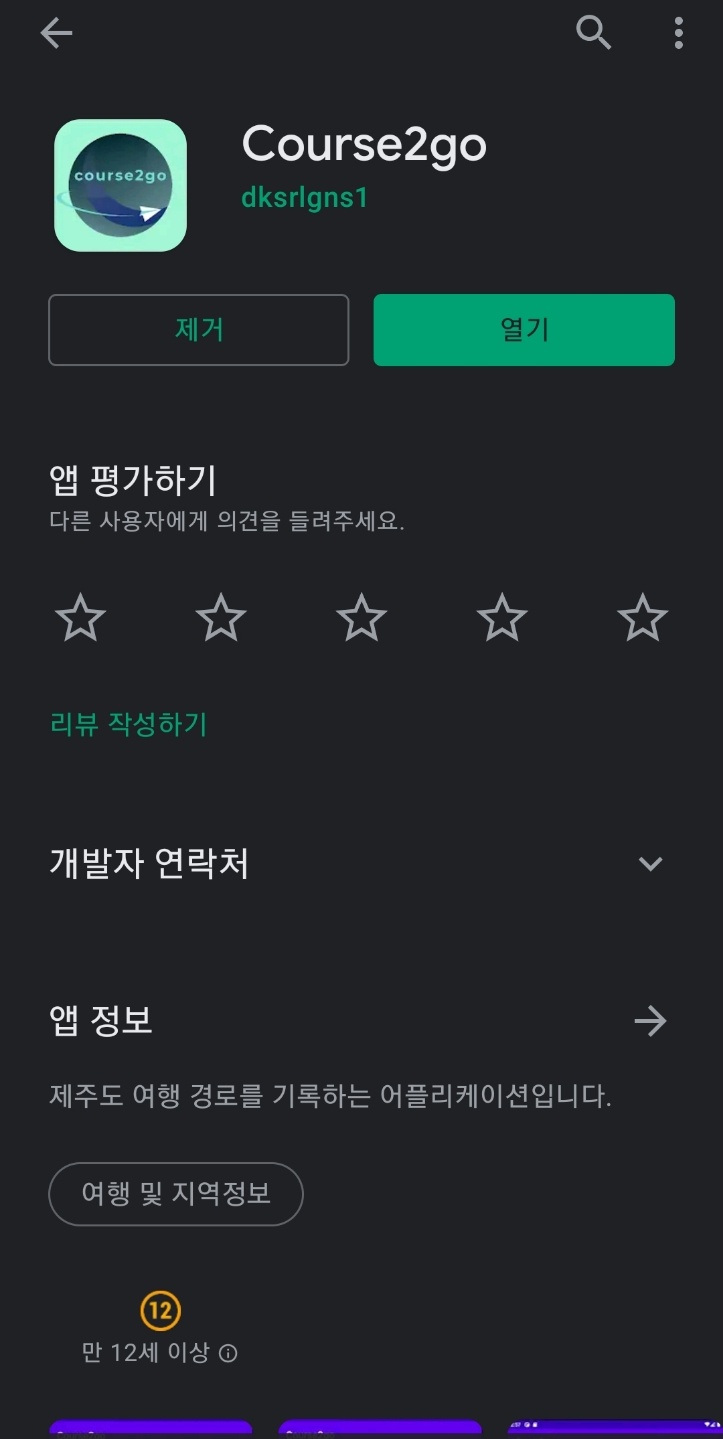 Course2go
course2go
dksrlgns1
제거
열기
앱 평가하기
다른 사용자에게 의견을 들려주세요.
리뷰 작성하기
개발자 연락처
앱 정보
제주도 여행 경로를 기록하는 어플리케이션입니다.
여행 및 지역정보
12
만 12세 이상